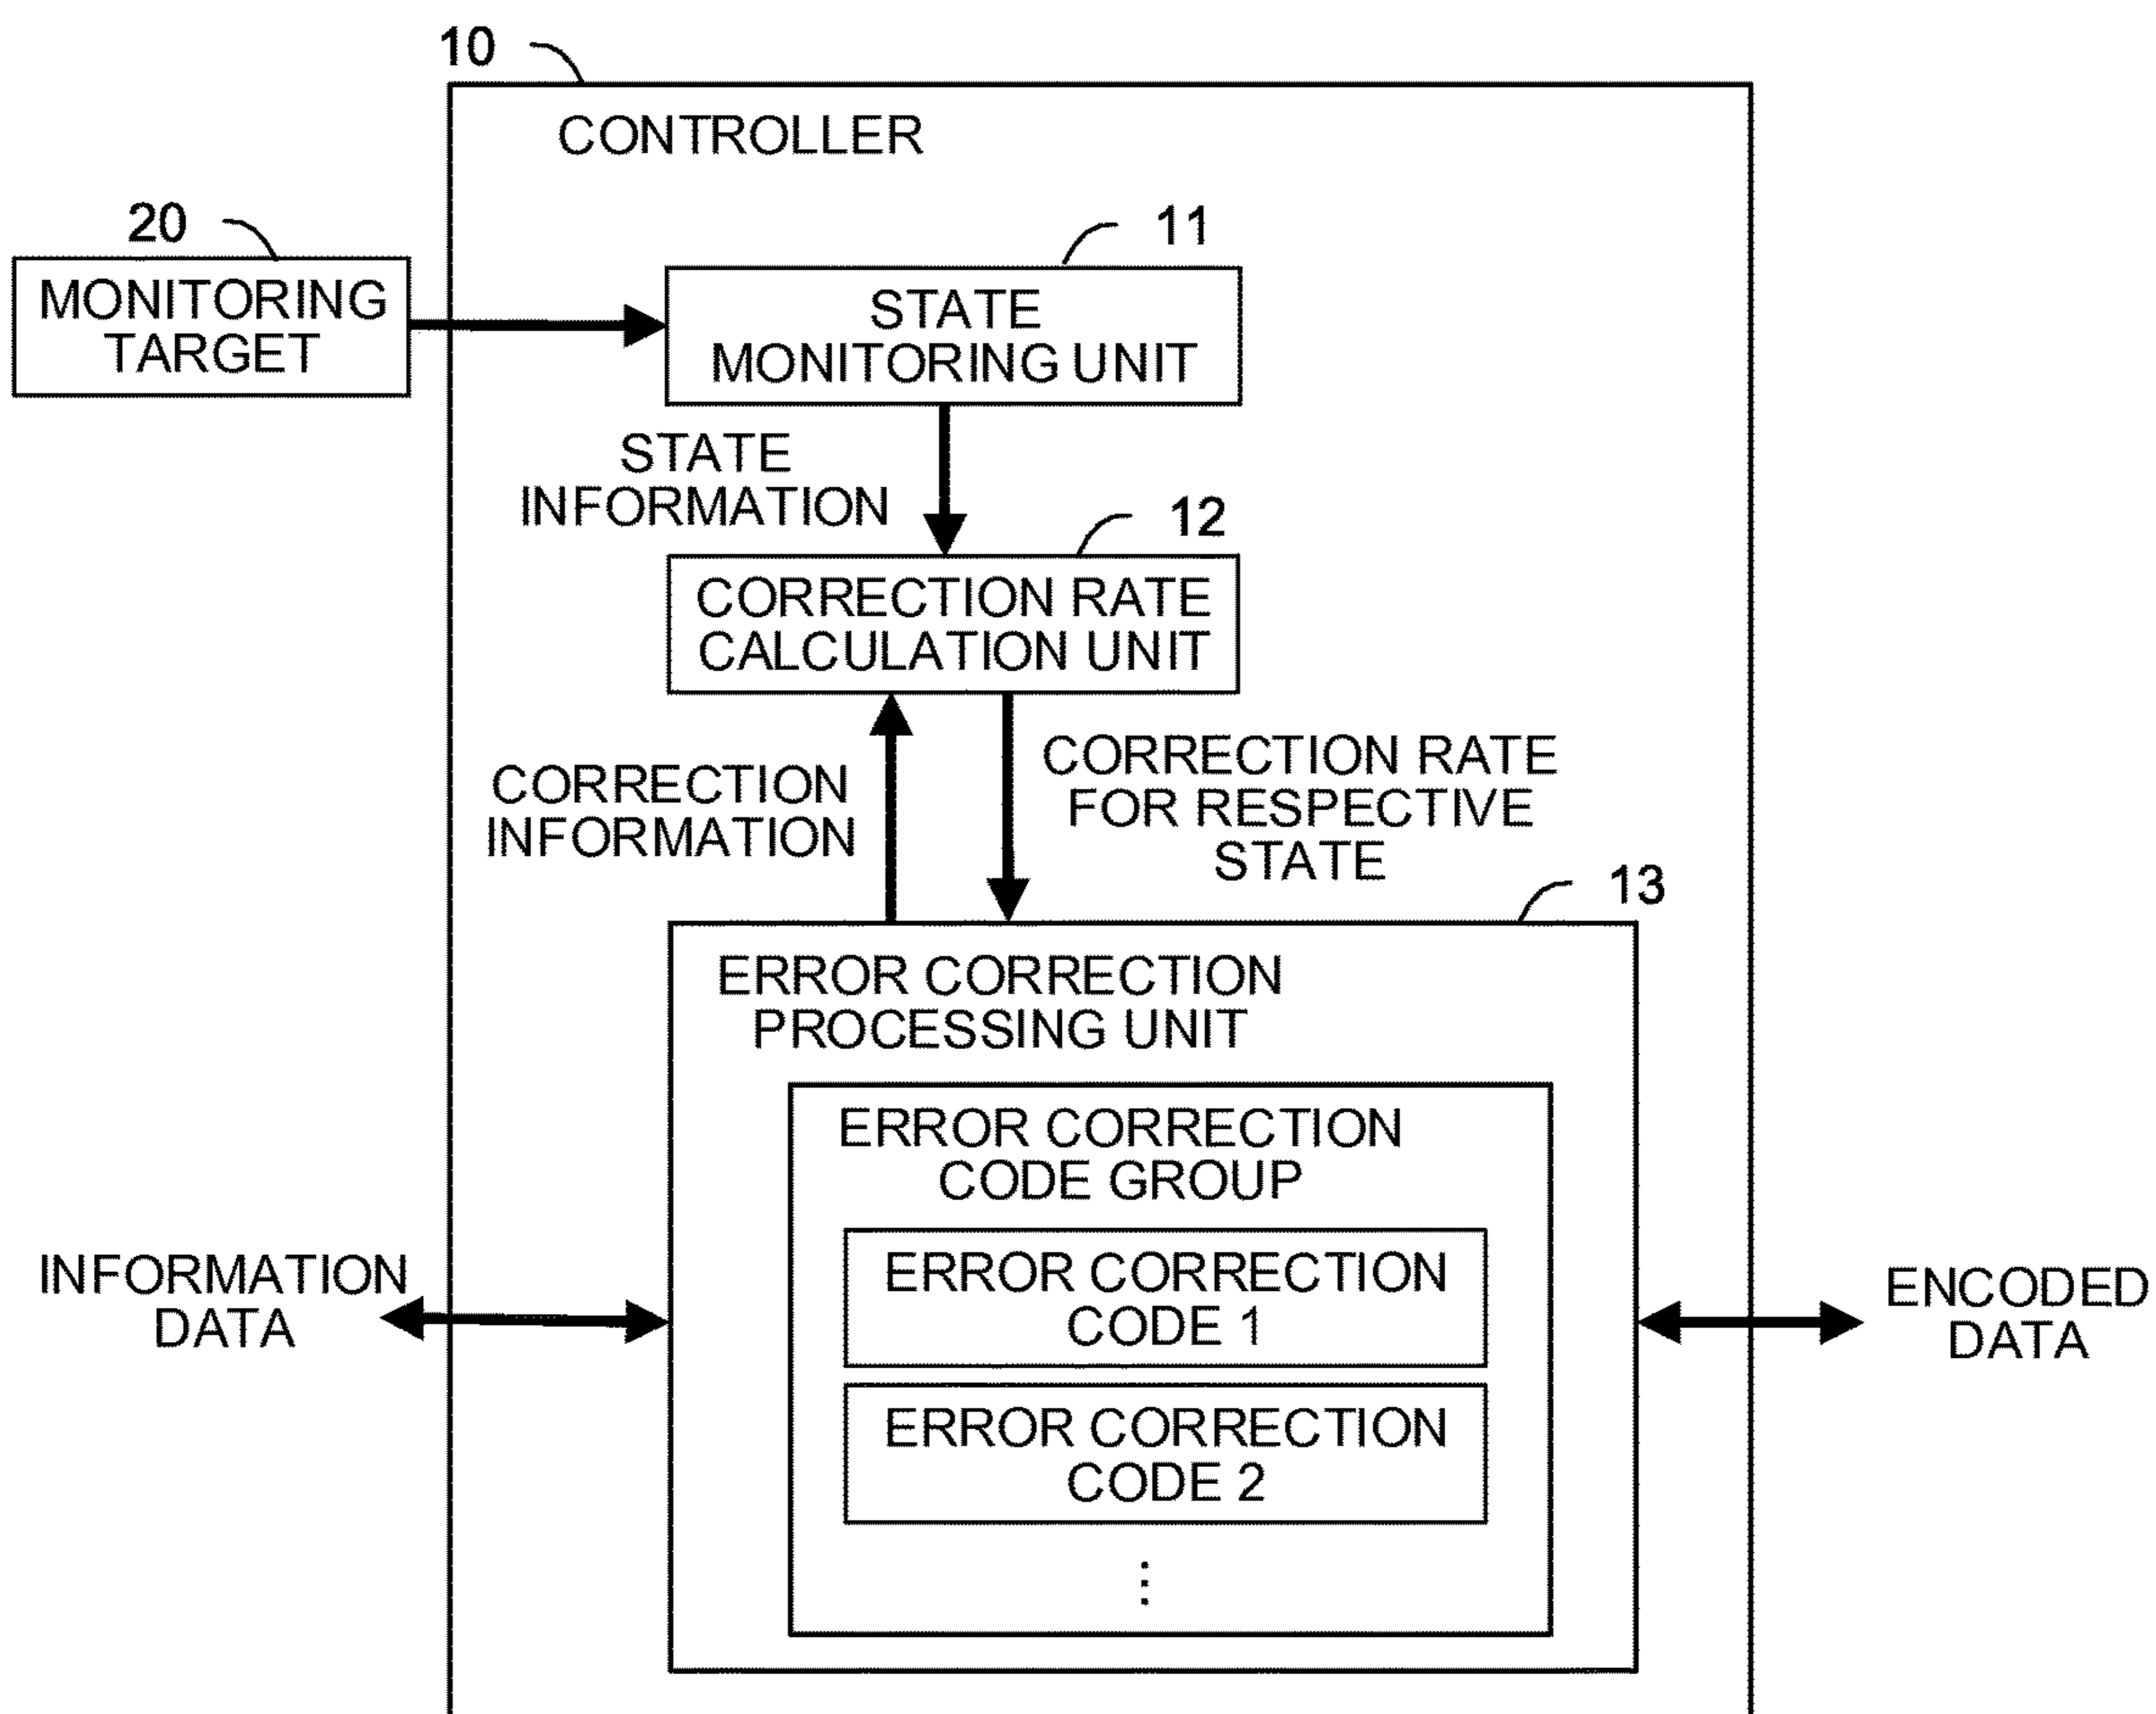 10
CONTROLLER
20
MONITORING
TARGET
11
STATE
MONITORING UNIT
STATE
INFORMATION
12
CORRECTION RATE
CALCULATION UNIT
CORRECTION
INFORMATION
CORRECTION RATE
FOR RESPECTIVE
STATE
13
ERROR CORRECTION
PROCESSING UNIT
ERROR CORRECTION
CODE GROUP
ERROR CORRECTION
CODE 1
ERROR CORRECTION
CODE 2
⋮
INFORMATION
DATA
ENCODED
DATA